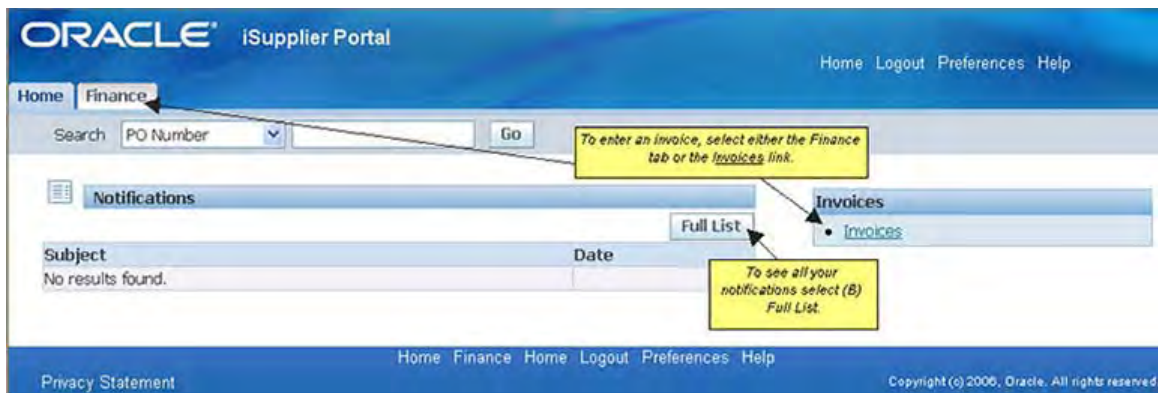 ORACLE® iSupplier Portal
Home Logout Preferences Help
Home Finance
Search PO Number Go
To enter an invoice, select either the Finance
tab or the Invoices link.
Notifications
Invoices
Full List
• Invoices
Subject Date
No results found.
To see all your
notifications select (B)
Full List.
Home Finance Home Logout Preferences Help
Privacy Statement Copyright (c) 2006, Oracle. All rights reserved